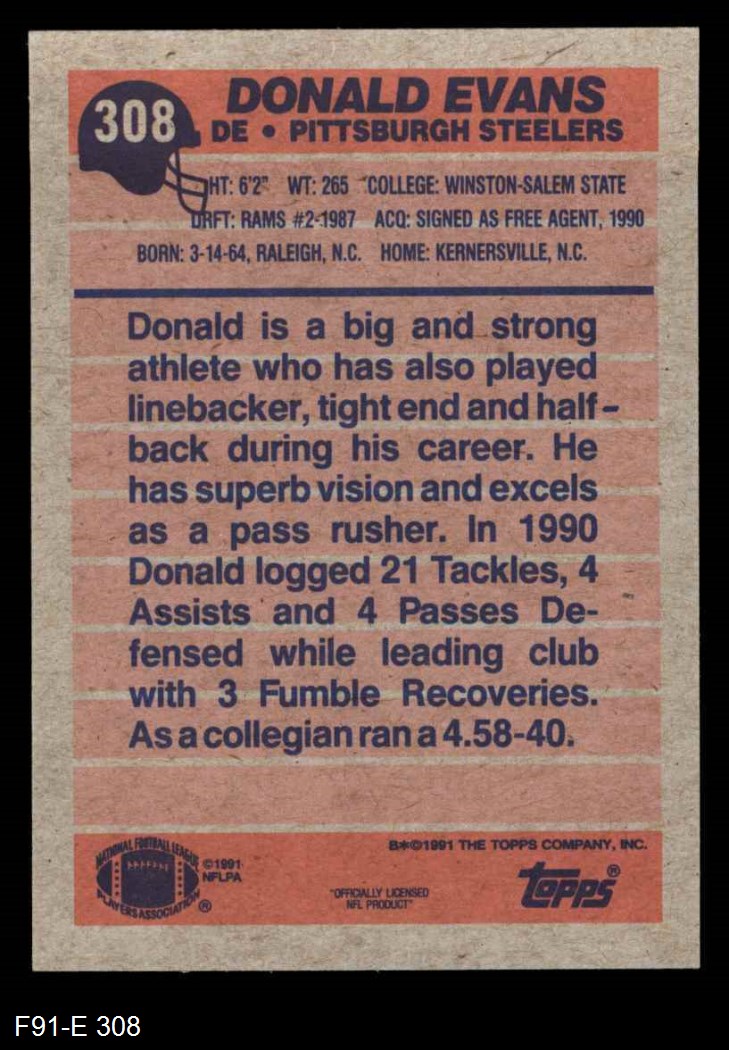 308
DONALD EVANS
DE • PITTSBURGH STEELERS
HT: 6'2" WT: 265 COLLEGE: WINSTON-SALEM STATE
DRFT: RAMS #2-1987 ACQ: SIGNED AS FREE AGENT, 1990
BORN: 3-14-64, RALEIGH, N.C. HOME: KERNERSVILLE, N.C.
Donald is a big and strong
athlete who has also played
linebacker, tight end and half-
back during his career. He
has superb vision and excels
as a pass rusher. In 1990
Donald logged 21 Tackles, 4
Assists and 4 Passes De-
fensed while leading club
with 3 Fumble Recoveries.
As a collegian ran a 4.58-40.
NATIONAL FOOTBALL LEAGUE
PLAYERS ASSOCIATION ®
©1991
NFLPA
"OFFICIALLY LICENSED
NFL PRODUCT"
B*©1991 THE TOPPS COMPANY, INC.
topps®
F91-E 308